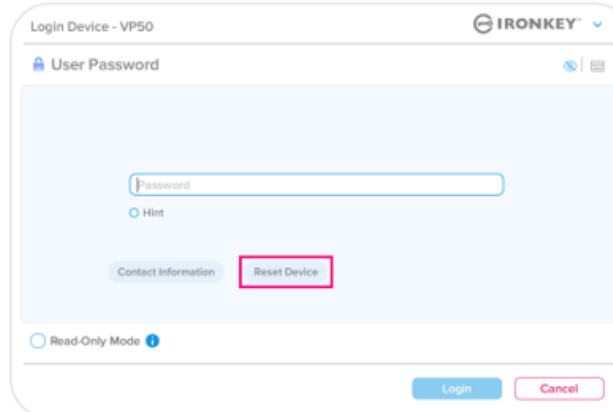 Login Device - VP50
IRONKEY
User Password
Password
Hint
Contact Information
Reset Device
Read-Only Mode
Login
Cancel